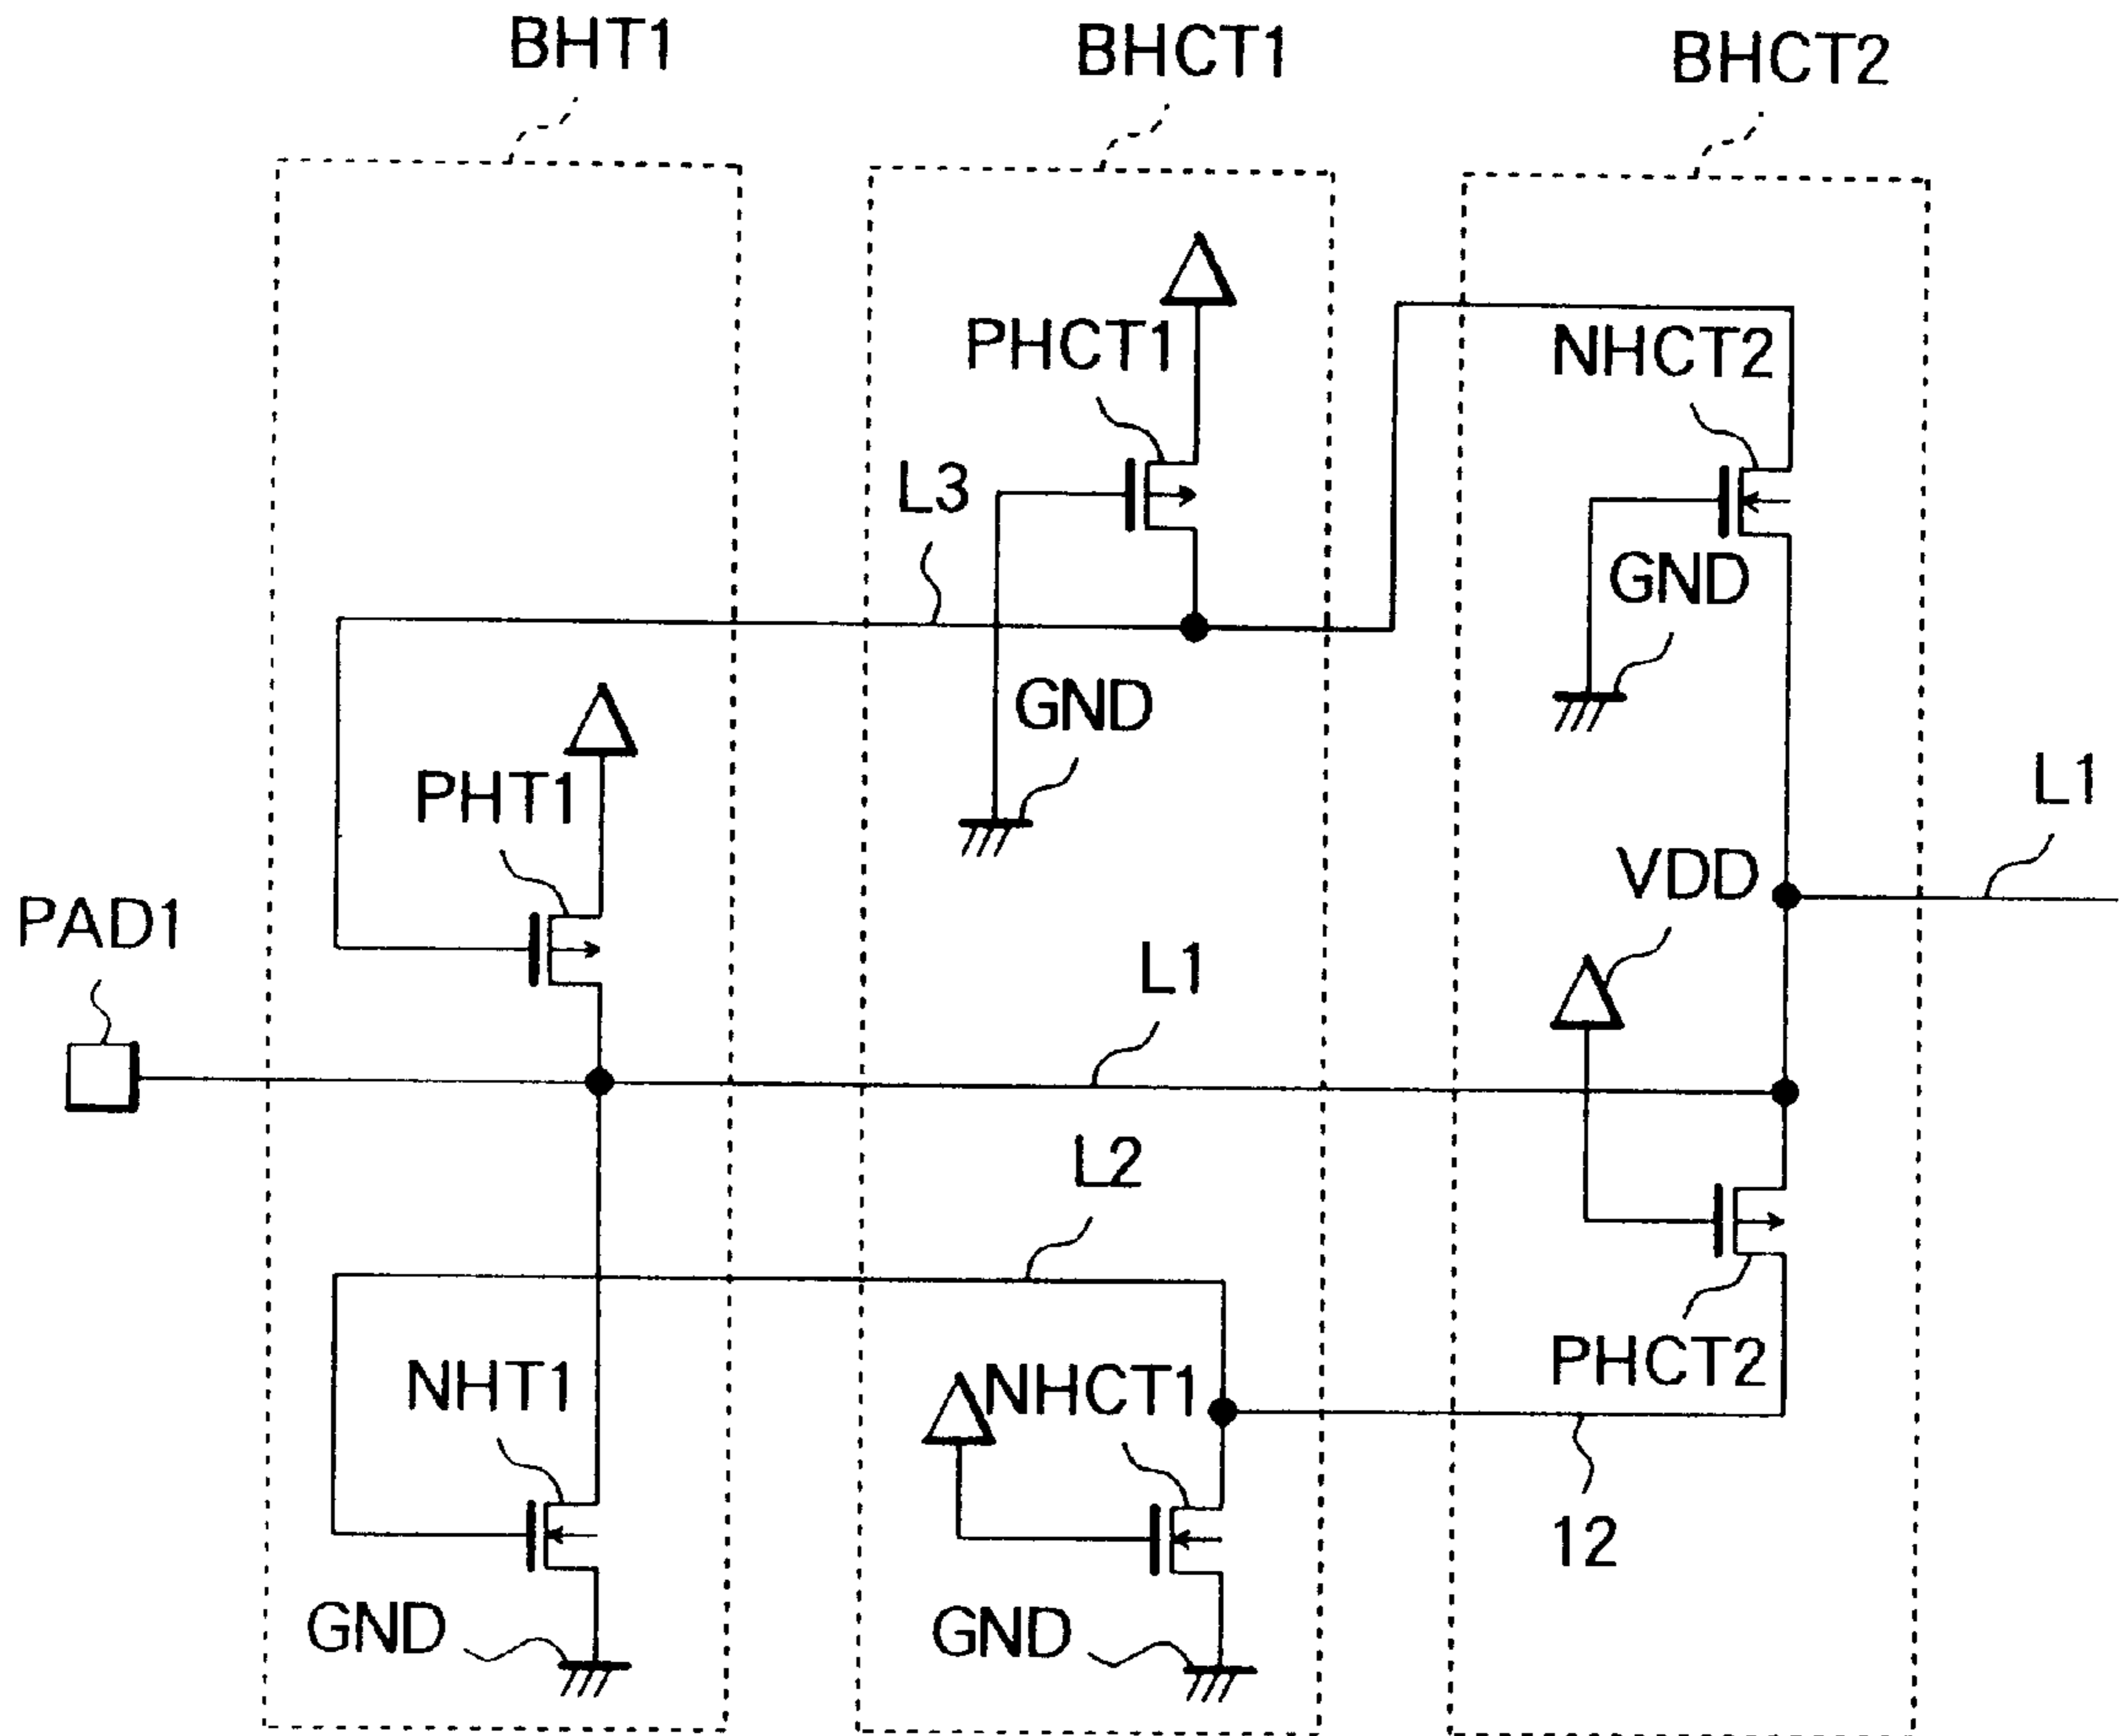 BHT1
BHCT1
BHCT2
PHCT1
NHCT2
L3
GND
GND
PHT1
L1
VDD
PAD1
L1
L2
PHCT2
NHT1
NHCT1
12
GND
GND